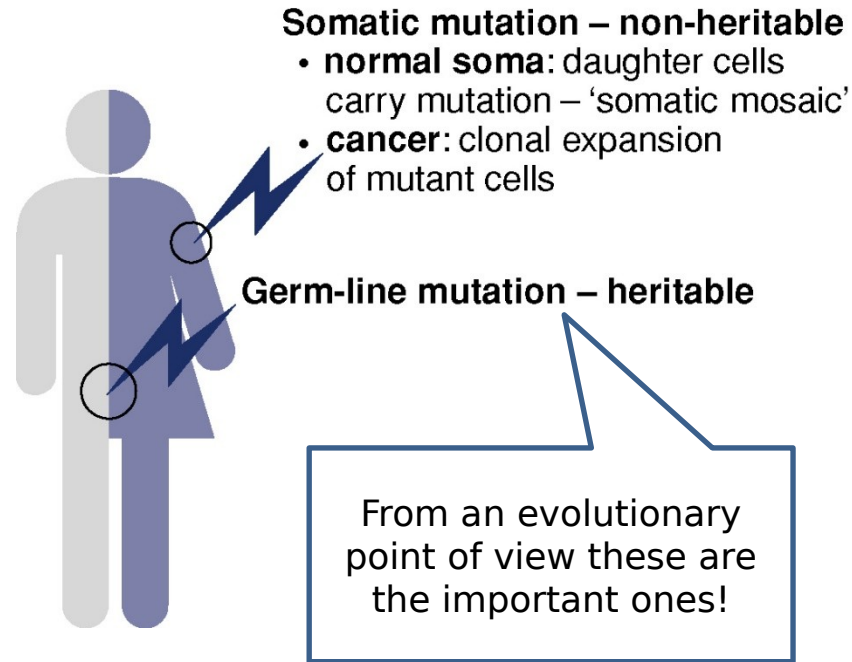 Somatic mutation – non-heritable
• normal soma: daughter cells
carry mutation – ‘somatic mosaic’
• cancer: clonal expansion
of mutant cells
Germ-line mutation – heritable
From an evolutionary
point of view these are
the important ones!